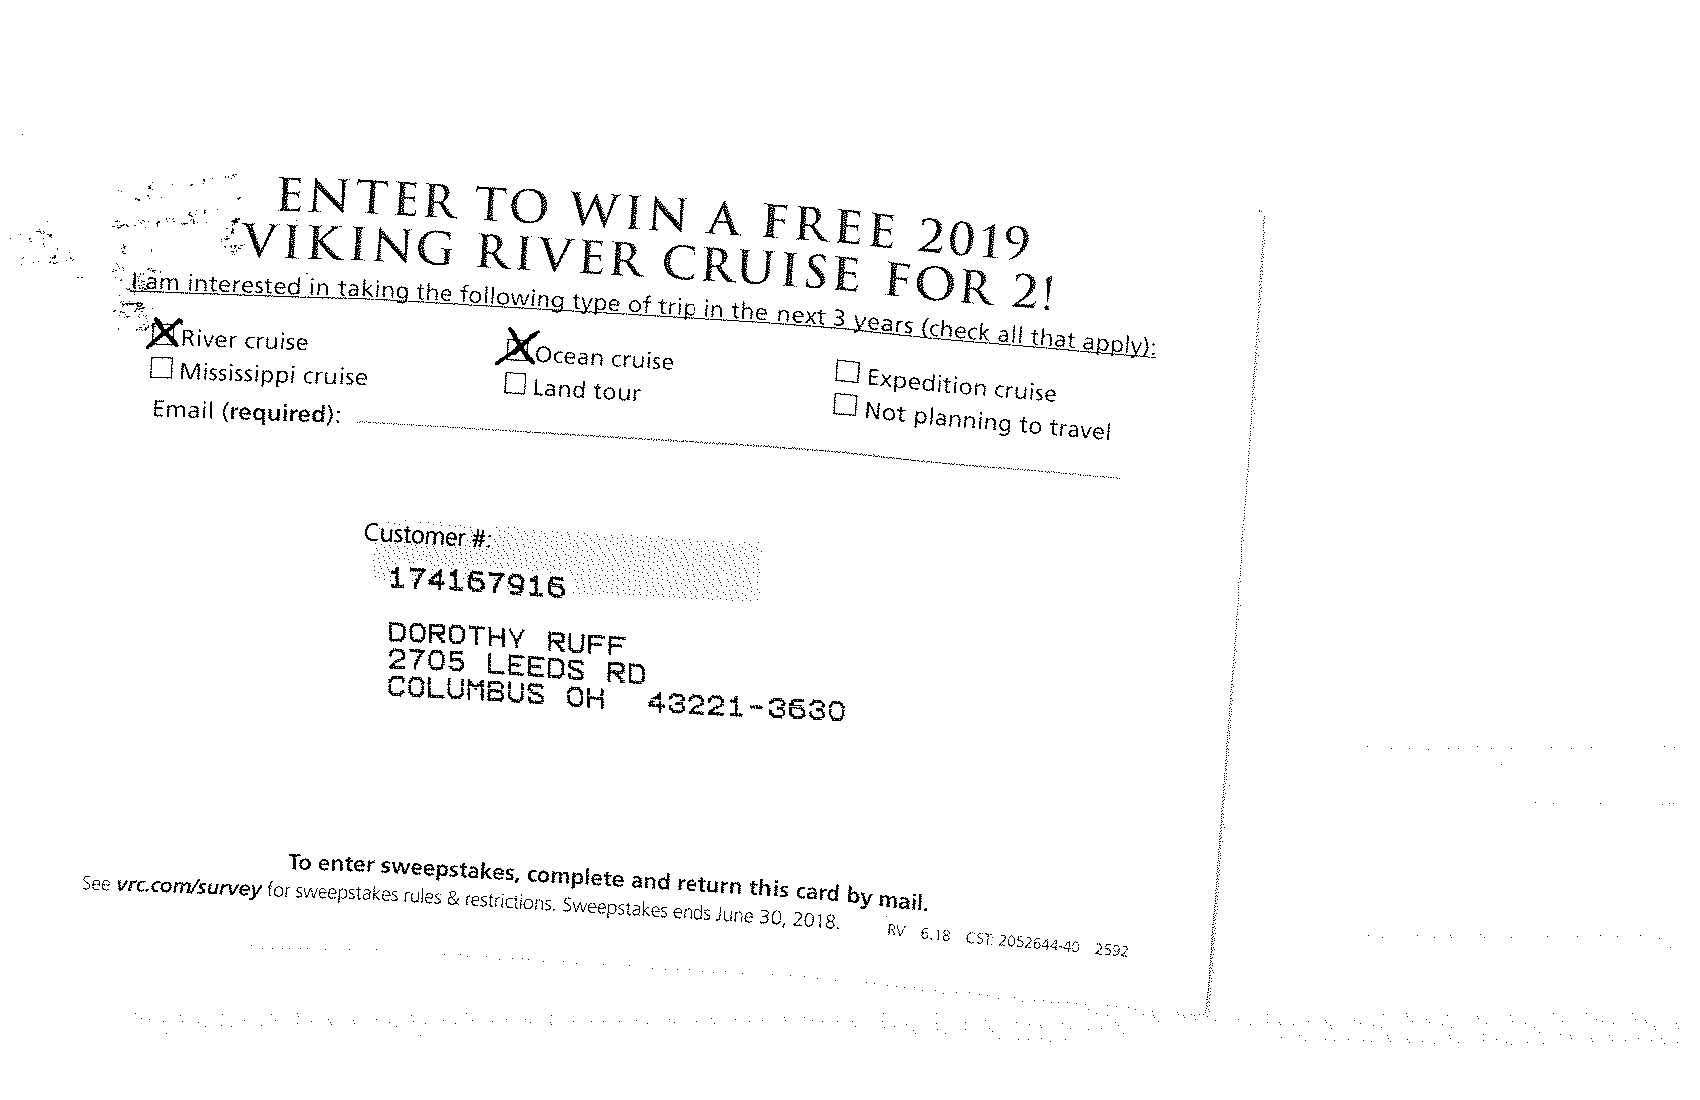 ENTER TO WIN A FREE 2019
VIKING RIVER CRUISE FOR 2!
I am interested in taking the following type of trip in the next 3 years (check all that apply):
River cruise Ocean cruise Expedition cruise
Mississippi cruise Land tour Not planning to travel
Email (required):
Customer #:
174167916
DOROTHY RUFF
2705 LEEDS RD
COLUMBUS OH 43221-3630
To enter sweepstakes, complete and return this card by mail.
See vrc.com/survey for sweepstakes rules & restrictions. Sweepstakes ends June 30, 2018. RV 6.18 CST: 2052644-40 2592